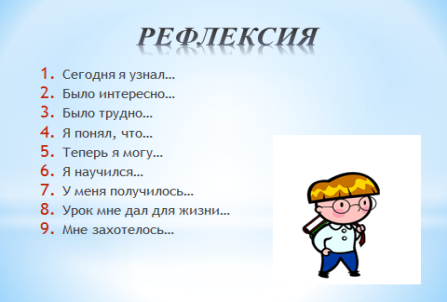 РЕФЛЕКСИЯ
1. Сегодня я узнал...
2. Было интересно...
3. Было трудно...
4. Я понял, что...
5. Теперь я могу...
6. Я научился...
7. У меня получилось...
8. Урок мне дал для жизни...
9. Мне захотелось...